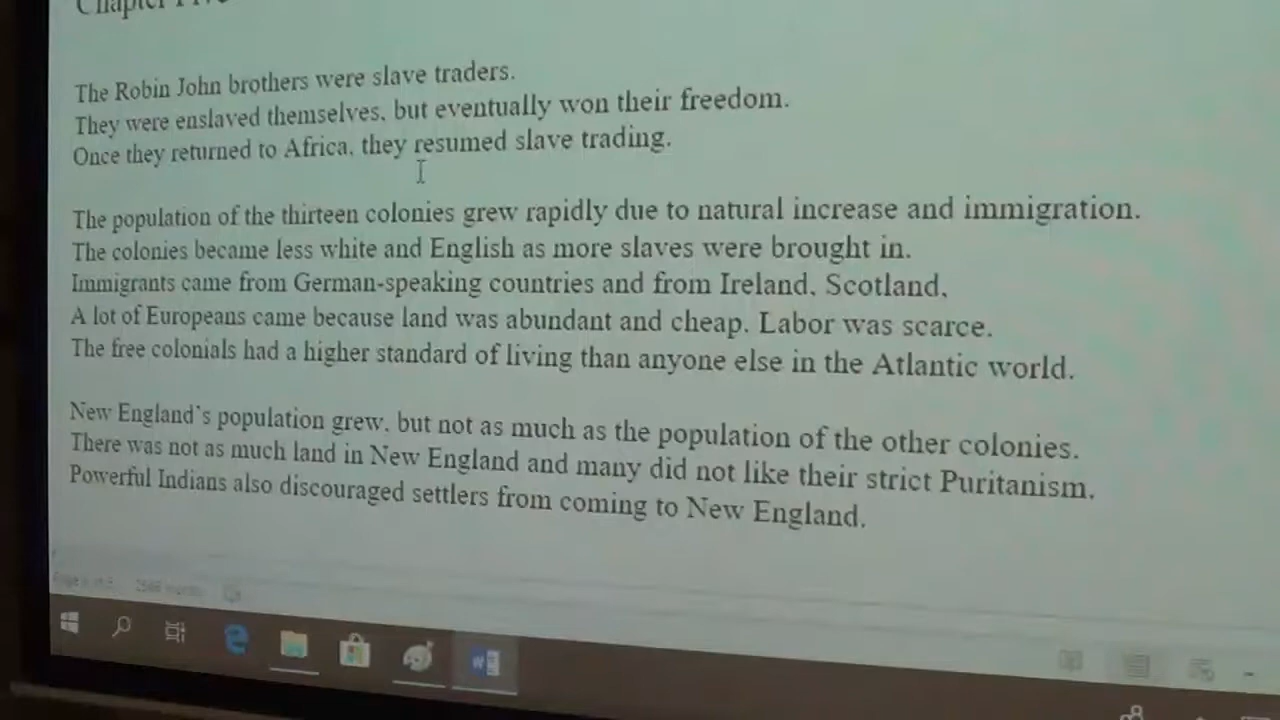 Chapter Five
The Robin John brothers were slave traders.
They were enslaved themselves, but eventually won their freedom.
Once they returned to Africa, they resumed slave trading.
The population of the thirteen colonies grew rapidly due to natural increase and immigration.
The colonies became less white and English as more slaves were brought in.
Immigrants came from German-speaking countries and from Ireland, Scotland,
A lot of Europeans came because land was abundant and cheap. Labor was scarce.
The free colonials had a higher standard of living than anyone else in the Atlantic world.
New England's population grew, but not as much as the population of the other colonies.
There was not as much land in New England and many did not like their strict Puritanism.
Powerful Indians also discouraged settlers from coming to New England.